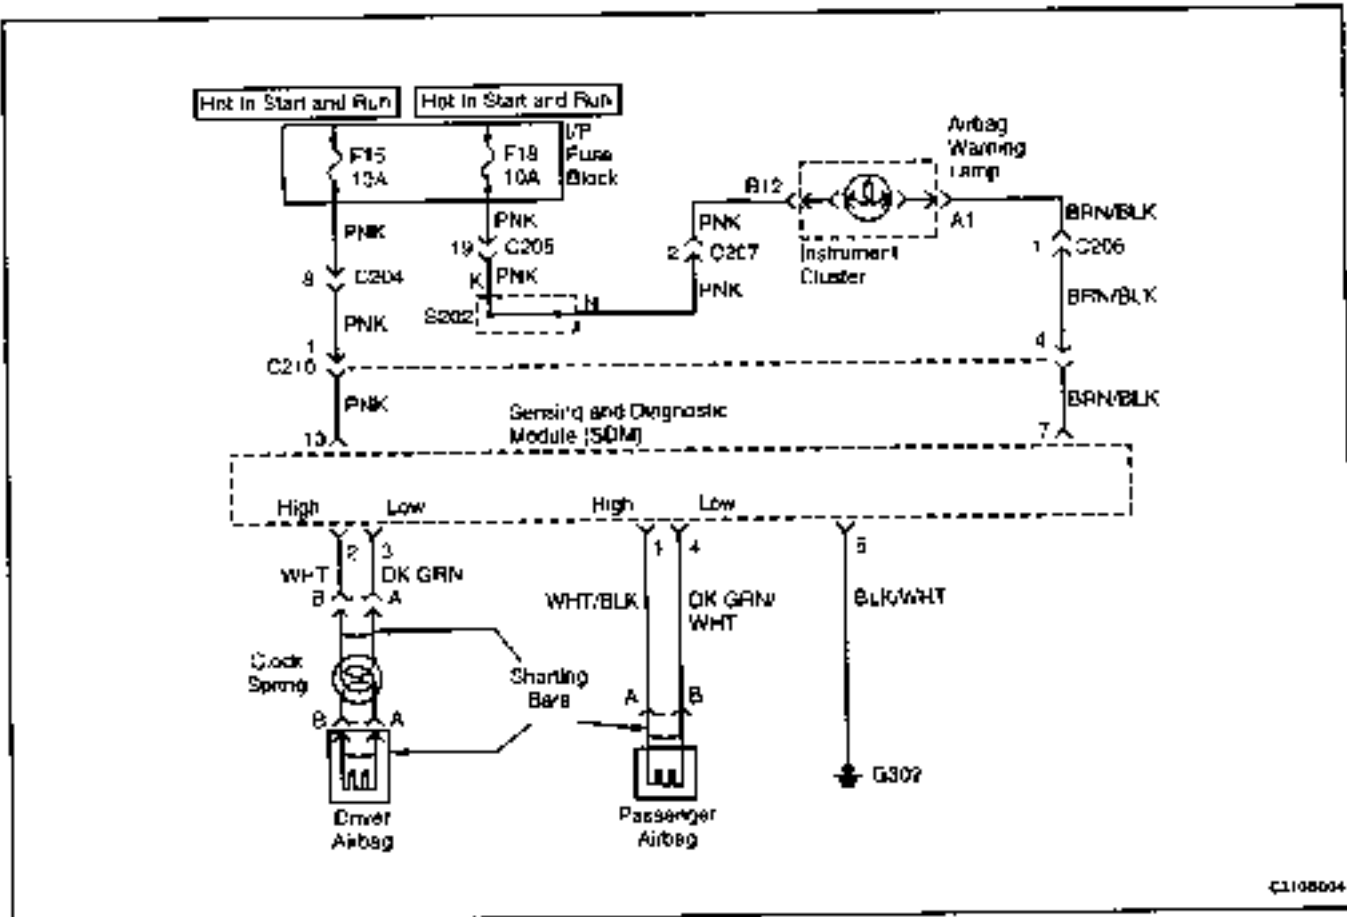 Hot in Start and Run
Hot in Start and Run
I/P
Fuse
Block
F15
10A
F18
10A
PNK
PNK
8
C204
19
C205
PNK
PNK
K
N
S202
1
C210
PNK
10
PNK
2
C207
PNK
B12
Airbag
Warning
Lamp
A1
Instrument
Cluster
BRN/BLK
1
C206
BRN/BLK
4
BRN/BLK
7
Sensing and Diagnostic
Module (SDM)
High
Low
High
Low
2
3
1
4
5
WHT
DK GRN
B
A
WHT/BLK
DK GRN/
WHT
BLK/WHT
Clock
Spring
Shorting
Bars
B
A
A
B
G302
Driver
Airbag
Passenger
Airbag